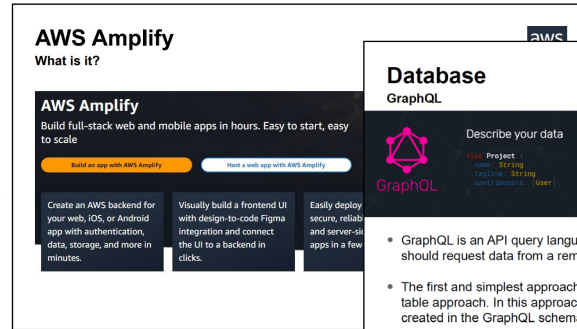 AWS Amplify
What is it?
aws
AWS Amplify
Build full-stack web and mobile apps in hours. Easy to start, easy
to scale
Build an app with AWS Amplify
Host a web app with AWS Amplify
Create an AWS backend for
your web, iOS, or Android
app with authentication,
data, storage, and more in
minutes.
Visually build a frontend UI
with design-to-code Figma
integration and connect
the UI to a backend in
clicks.
Easily deploy
secure, reliab
and server-sid
apps in a few
Database
GraphQL
GraphQL
Describe your data
type Project {
name: String
tagline: String
contributors: [User]
}
• GraphQL is an API query langu
should request data from a rem
• The first and simplest approach
table approach. In this approac
created in the GraphQL schema